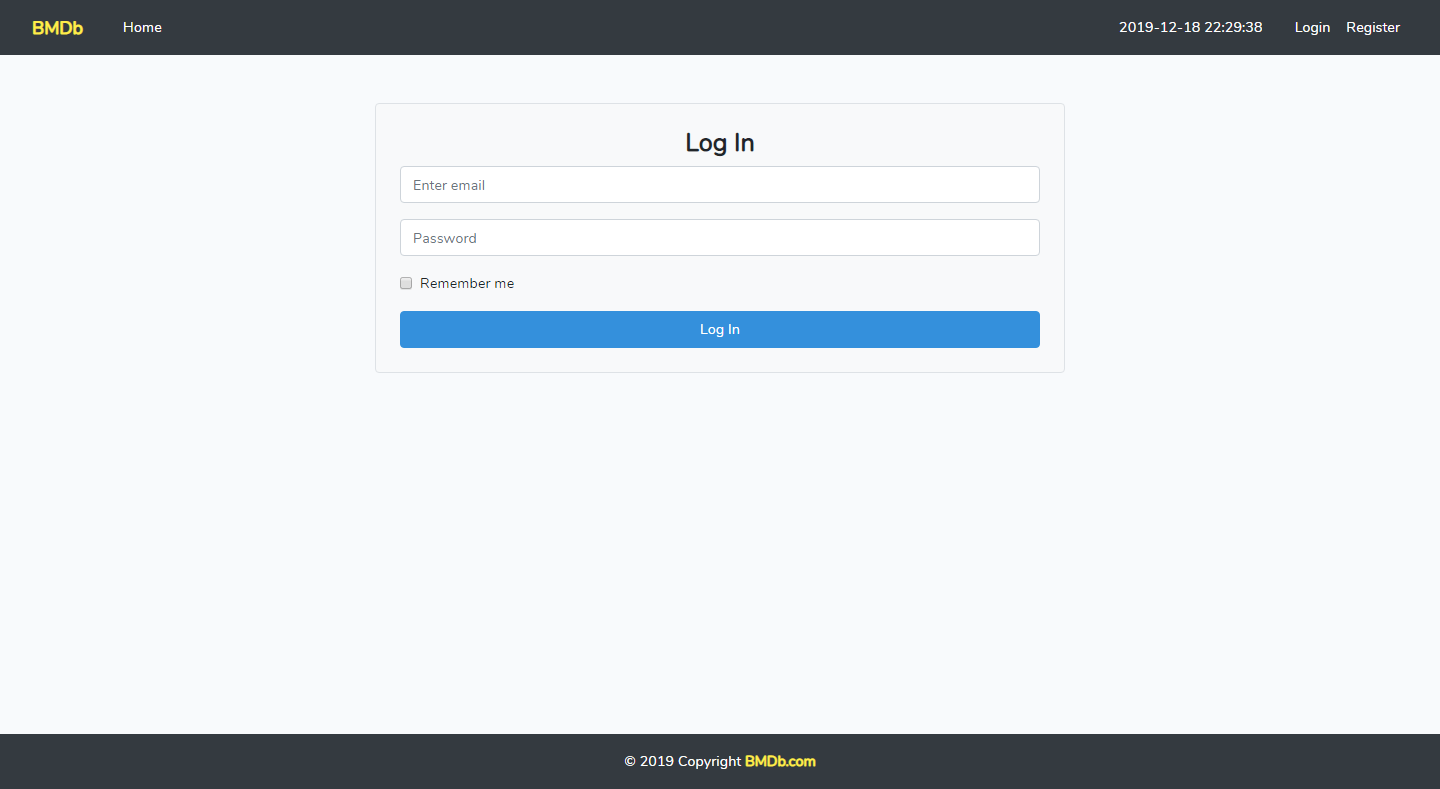 BMDb Home 2019-12-18 22:29:38 Login Register
Log In
Enter email
Password
Remember me
Log In
© 2019 Copyright BMDb.com